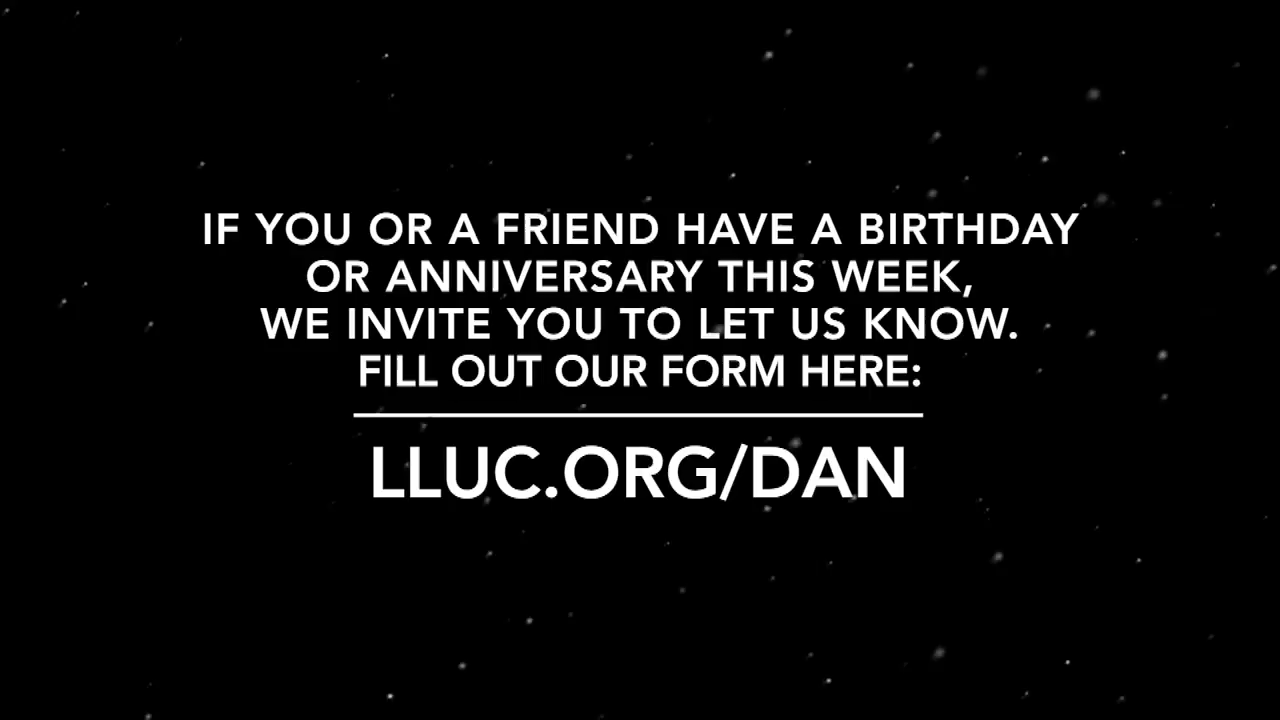 IF YOU OR A FRIEND HAVE A BIRTHDAY
OR ANNIVERSARY THIS WEEK,
WE INVITE YOU TO LET US KNOW.
FILL OUT OUR FORM HERE:
LLUC.ORG/DAN